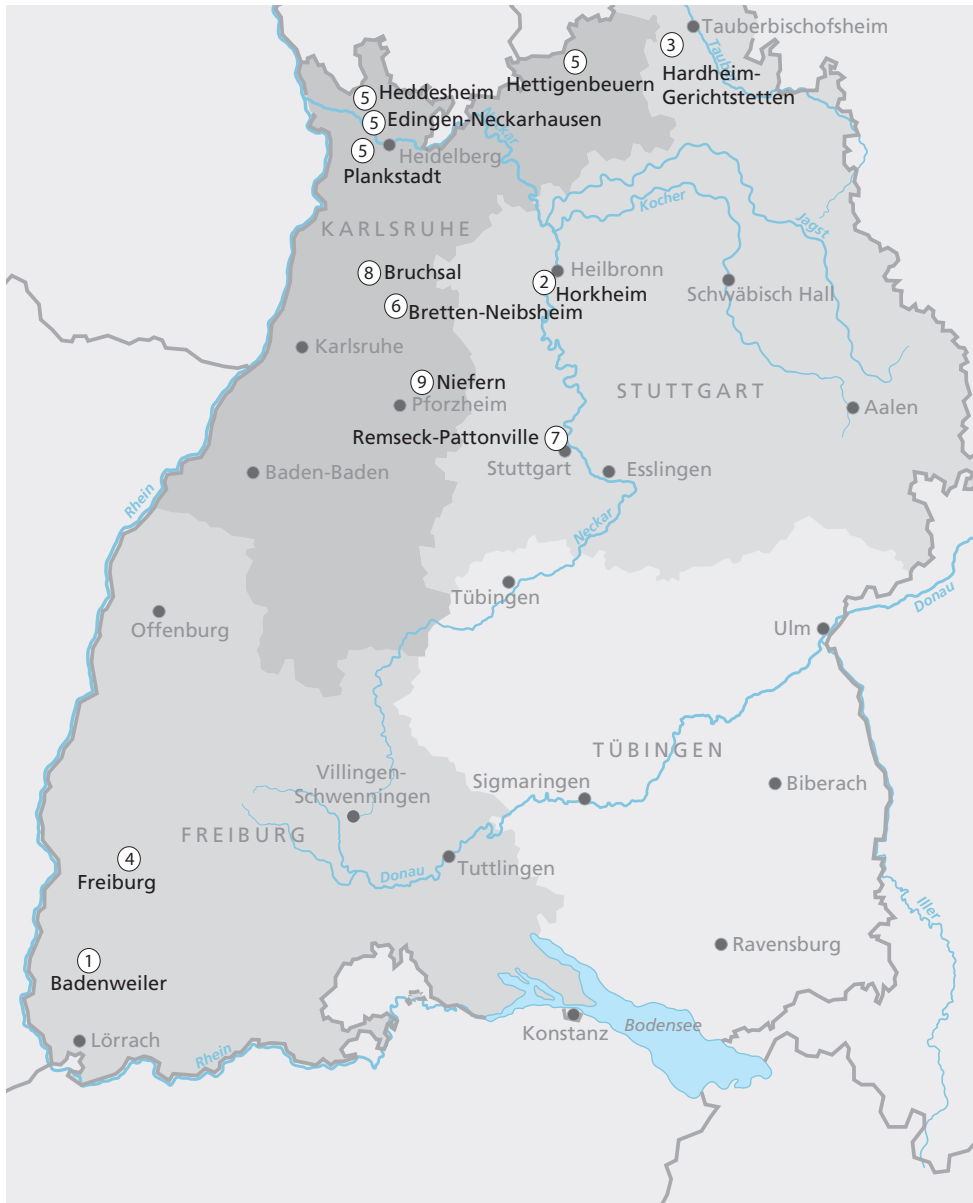 Tauberbischofsheim
Tauber
3
Hardheim-
Gerichtstetten
5
Hettigenbeuern
5
Heddesheim
5
Edingen-Neckarhausen
5
Heidelberg
Plankstadt
Neckar
Kocher
Jagst
KARLSRUHE
8
Bruchsal
2
Heilbronn
Horkheim
Schwäbisch Hall
6
Bretten-Neibsheim
Karlsruhe
9
Niefern
Pforzheim
STUTTGART
Aalen
Remseck-Pattonville
7
Stuttgart
Esslingen
Baden-Baden
Rhein
Neckar
Tübingen
Offenburg
Ulm
Donau
TÜBINGEN
Villingen-
Schwenningen
Sigmaringen
Biberach
FREIBURG
4
Freiburg
Donau
Tuttlingen
Iller
Ravensburg
1
Badenweiler
Lörrach
Rhein
Konstanz
Bodensee